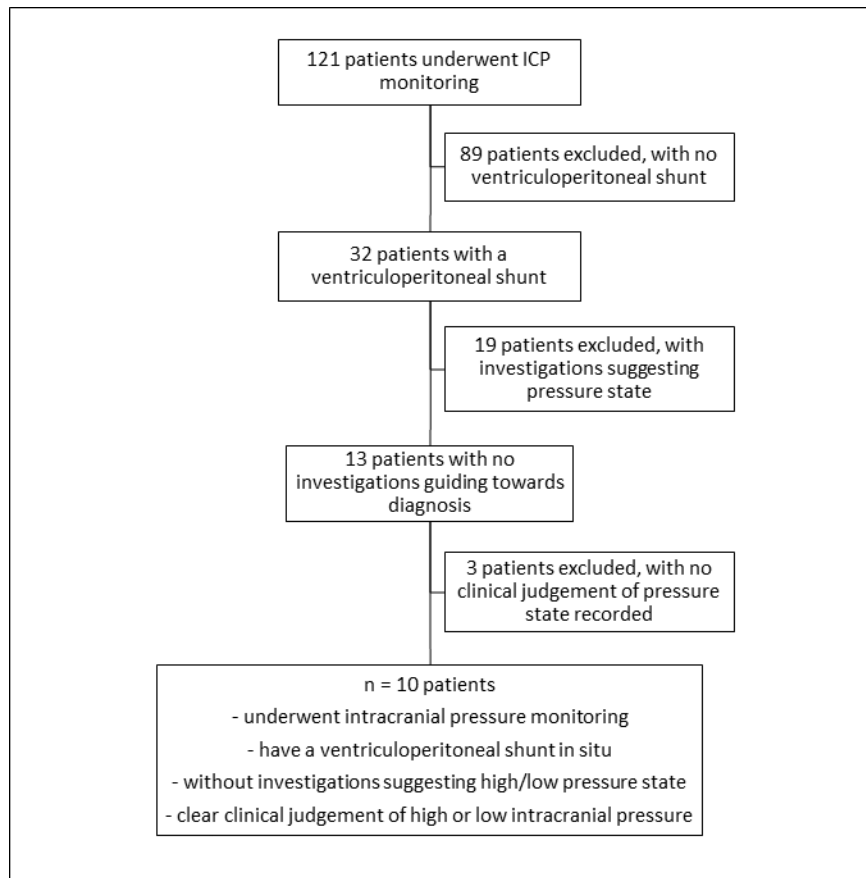 121 patients underwent ICP
monitoring
89 patients excluded, with no
ventriculoperitoneal shunt
32 patients with a
ventriculoperitoneal shunt
19 patients excluded, with
investigations suggesting
pressure state
13 patients with no
investigations guiding towards
diagnosis
3 patients excluded, with no
clinical judgement of pressure
state recorded
n = 10 patients
- underwent intracranial pressure monitoring
- have a ventriculoperitoneal shunt in situ
- without investigations suggesting high/low pressure state
- clear clinical judgement of high or low intracranial pressure